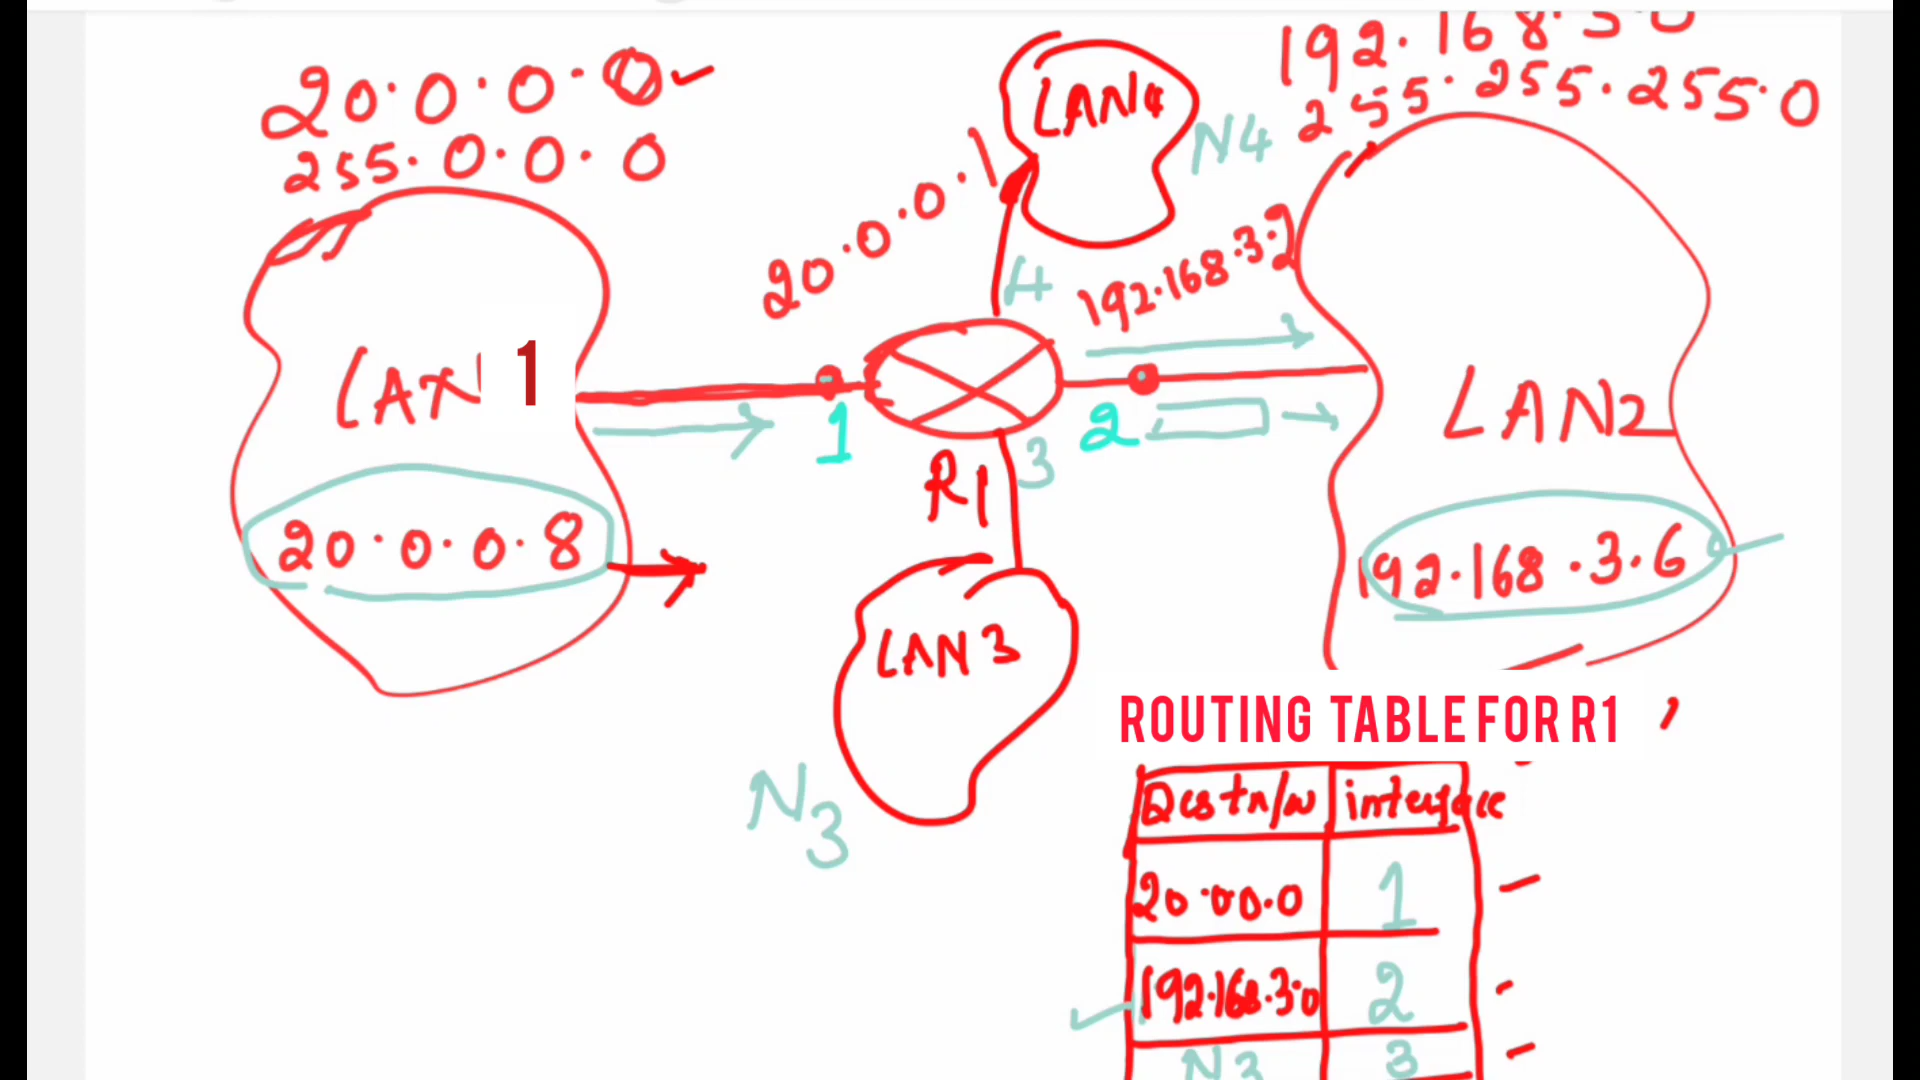 20.0.0.0
255.0.0.0
LAN 1
20.0.0.8
20.0.0.1
LAN4
N4
4
192.168.3.0
255.255.255.0
192.168.3.2
1
2
3
R1
LAN2
192.168.3.6
LAN 3
N3
ROUTING TABLE FOR R1
Dest n/w interface
20.0.0.0 1
192.168.3.0 2
N3 3